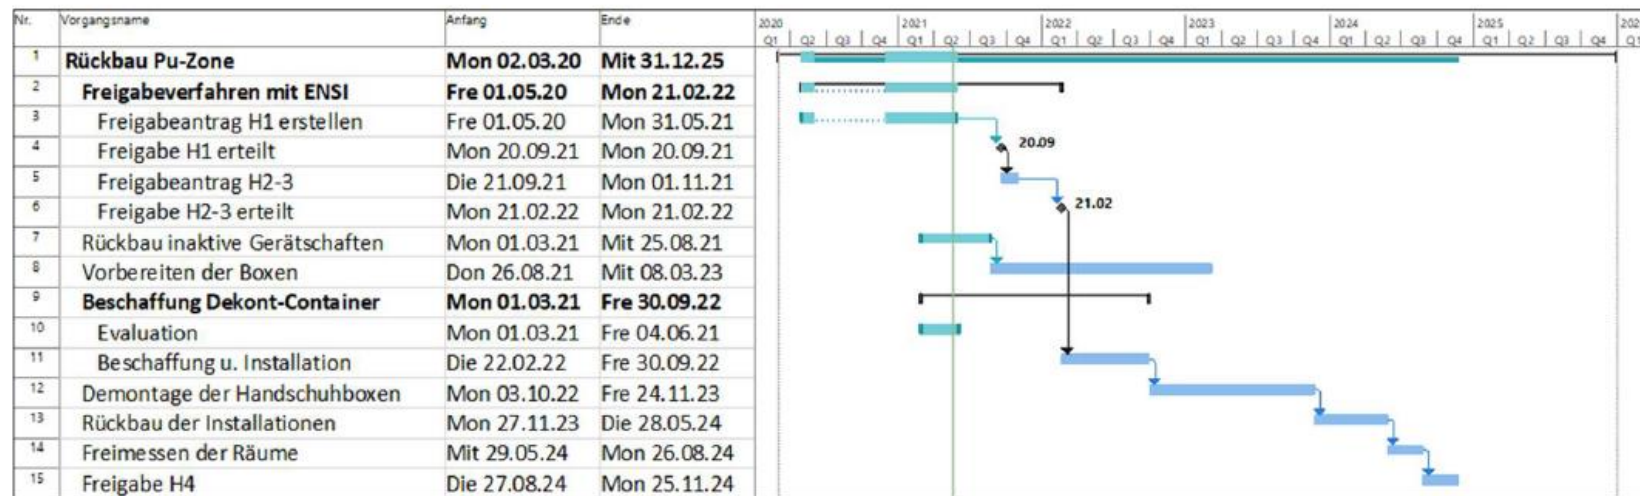 Nr. Vorgangsname Anfang Ende 2020 2021 2022 2023 2024 2025
Q1 Q2 Q3 Q4 Q1 Q2 Q3 Q4 Q1 Q2 Q3 Q4 Q1 Q2 Q3 Q4 Q1 Q2 Q3 Q4 Q1 Q2 Q3 Q4 Q1
1 Rückbau Pu-Zone Mon 02.03.20 Mit 31.12.25
2 Freigabeverfahren mit ENSI Fre 01.05.20 Mon 21.02.22
3 Freigabeantrag H1 erstellen Fre 01.05.20 Mon 31.05.21
4 Freigabe H1 erteilt Mon 20.09.21 Mon 20.09.21 20.09
5 Freigabeantrag H2-3 Die 21.09.21 Mon 01.11.21
6 Freigabe H2-3 erteilt Mon 21.02.22 Mon 21.02.22 21.02
7 Rückbau inaktive Gerätschaften Mon 01.03.21 Mit 25.08.21
8 Vorbereiten der Boxen Don 26.08.21 Mit 08.03.23
9 Beschaffung Dekont-Container Mon 01.03.21 Fre 30.09.22
10 Evaluation Mon 01.03.21 Fre 04.06.21
11 Beschaffung u. Installation Die 22.02.22 Fre 30.09.22
12 Demontage der Handschuhboxen Mon 03.10.22 Fre 24.11.23
13 Rückbau der Installationen Mon 27.11.23 Die 28.05.24
14 Freimessen der Räume Mit 29.05.24 Mon 26.08.24
15 Freigabe H4 Die 27.08.24 Mon 25.11.24